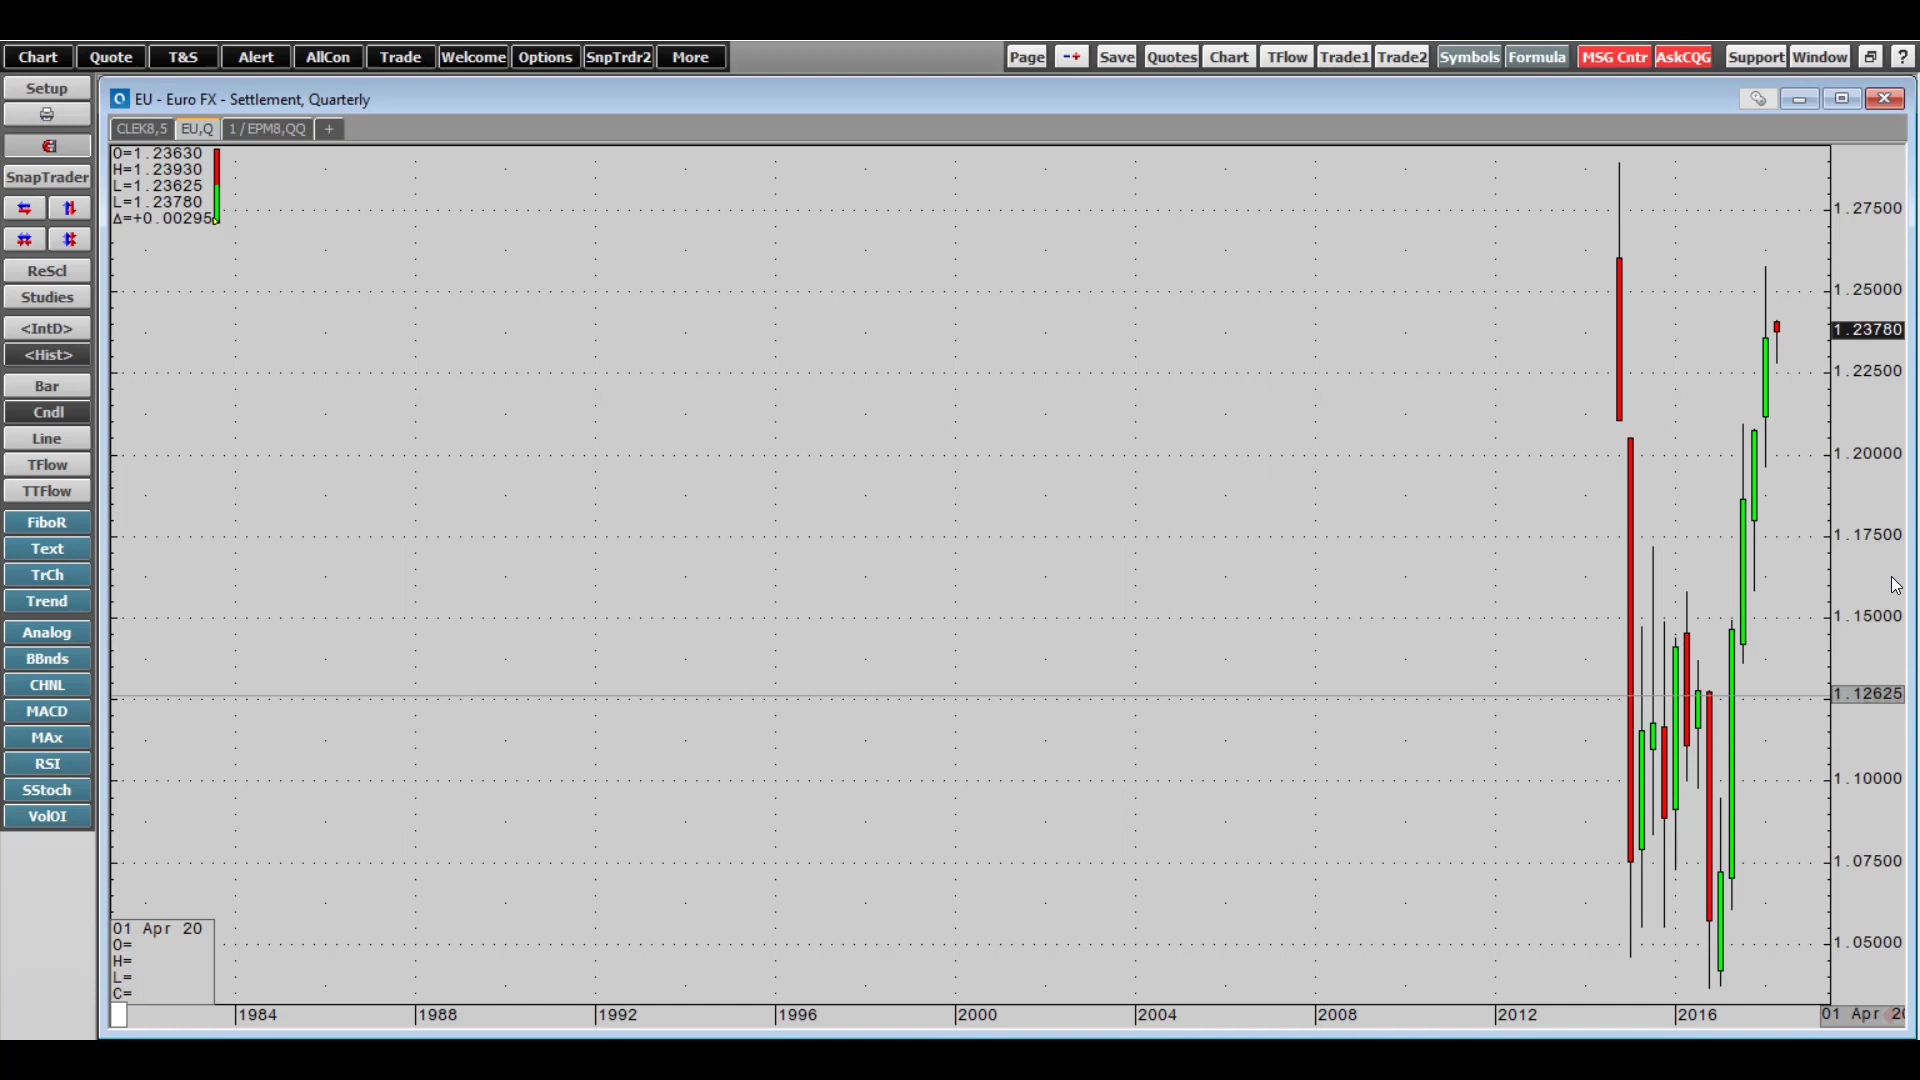 Chart Quote T&S Alert AllCon Trade Welcome Options SnpTrdr2 More Page -+ Save Quotes Chart TFlow Trade1 Trade2 Symbols Formula MSG Cntr AskCQG Support Window ?
Setup
EU - Euro FX - Settlement, Quarterly
CLEK8,5 EU,Q 1 / EPM8,QQ +
SnapTrader
ReScl
Studies
<IntD>
<Hist>
Bar
Cndl
Line
TFlow
TTFlow
FiboR
Text
TrCh
Trend
Analog
BBnds
CHNL
MACD
MAx
RSI
SStoch
VolOI
O=1.23630
H=1.23930
L=1.23625
L=1.23780
Δ=+0.00295
1.27500
1.25000
1.23780
1.22500
1.20000
1.17500
1.15000
1.12625
1.10000
1.07500
1.05000
01 Apr 20
O=
H=
L=
C=
1984 1988 1992 1996 2000 2004 2008 2012 2016 01 Apr 20